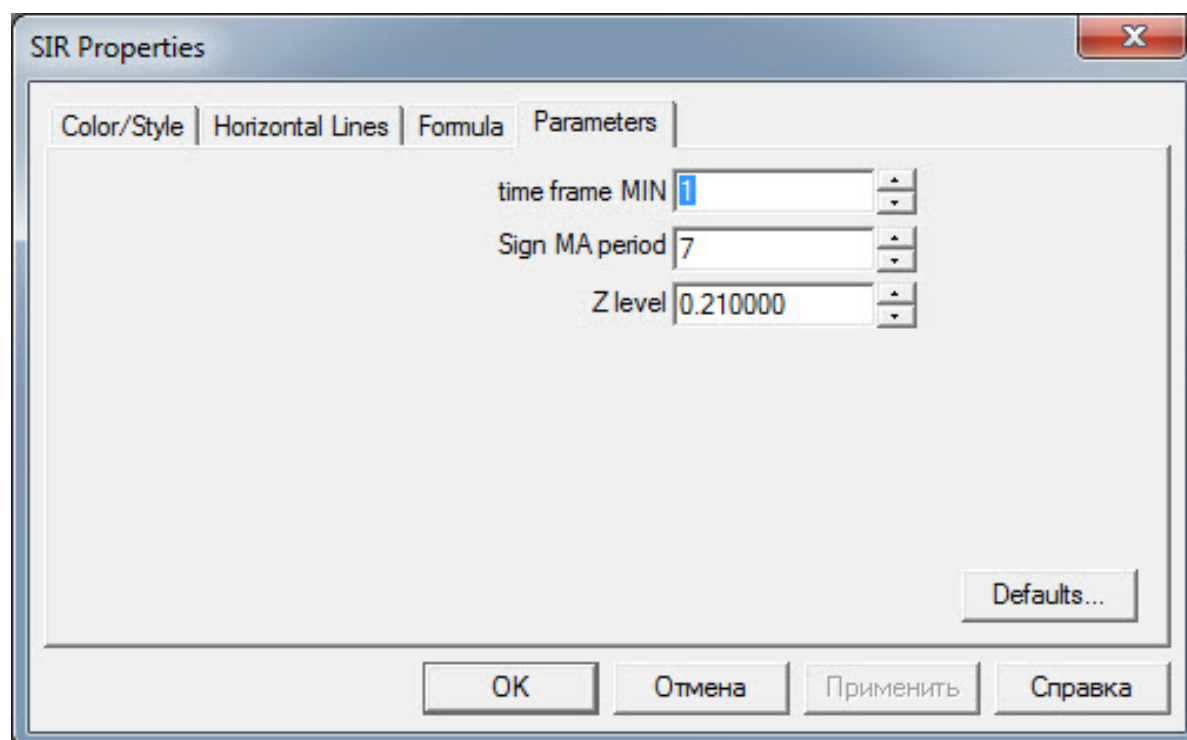 SIR Properties
Color/Style Horizontal Lines Formula Parameters
time frame MIN 1
Sign MA period 7
Z level 0.210000
Defaults...
OK Отмена Применить Справка